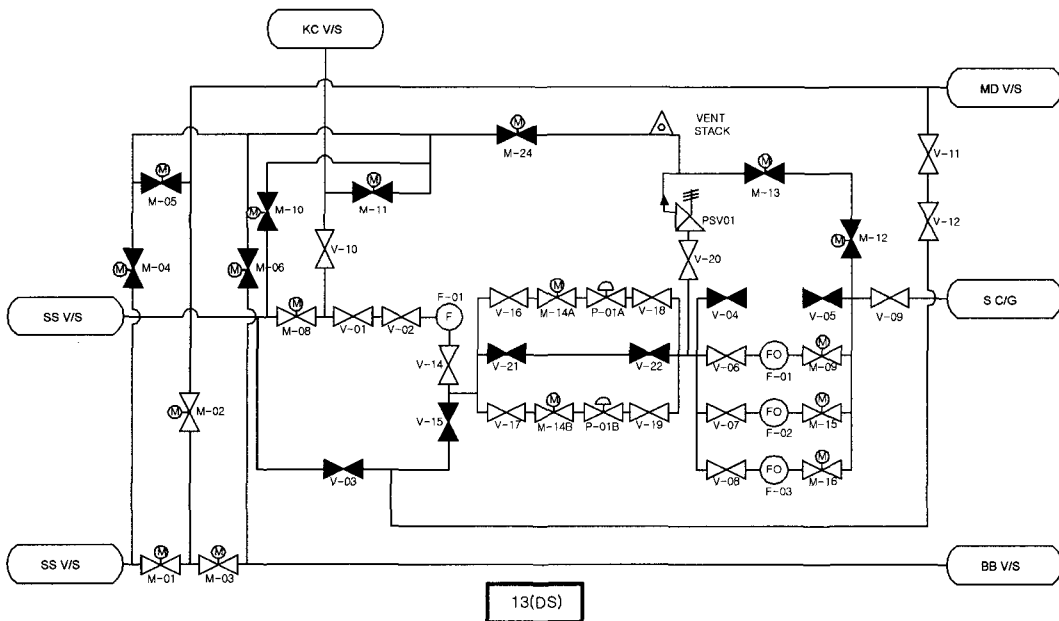 KC V/S
MD V/S
VENT
STACK
M
M-24
M
M-05
M
M-10
M
M-11
M
M-13
V-11
PSV01
V-12
M
M-04
M
M-06
V-10
V-20
M
M-12
SS V/S
M
M-08
V-01
V-02
F-01
F
V-16
M
M-14A
P-01A
V-18
V-04
V-05
V-09
S C/G
V-14
V-21
V-22
V-06
FO
F-01
M
M-09
M
M-02
V-15
V-17
M
M-14B
P-01B
V-19
V-07
FO
F-02
M
M-15
V-03
V-08
FO
F-03
M
M-16
SS V/S
M
M-01
M
M-03
BB V/S
13(DS)